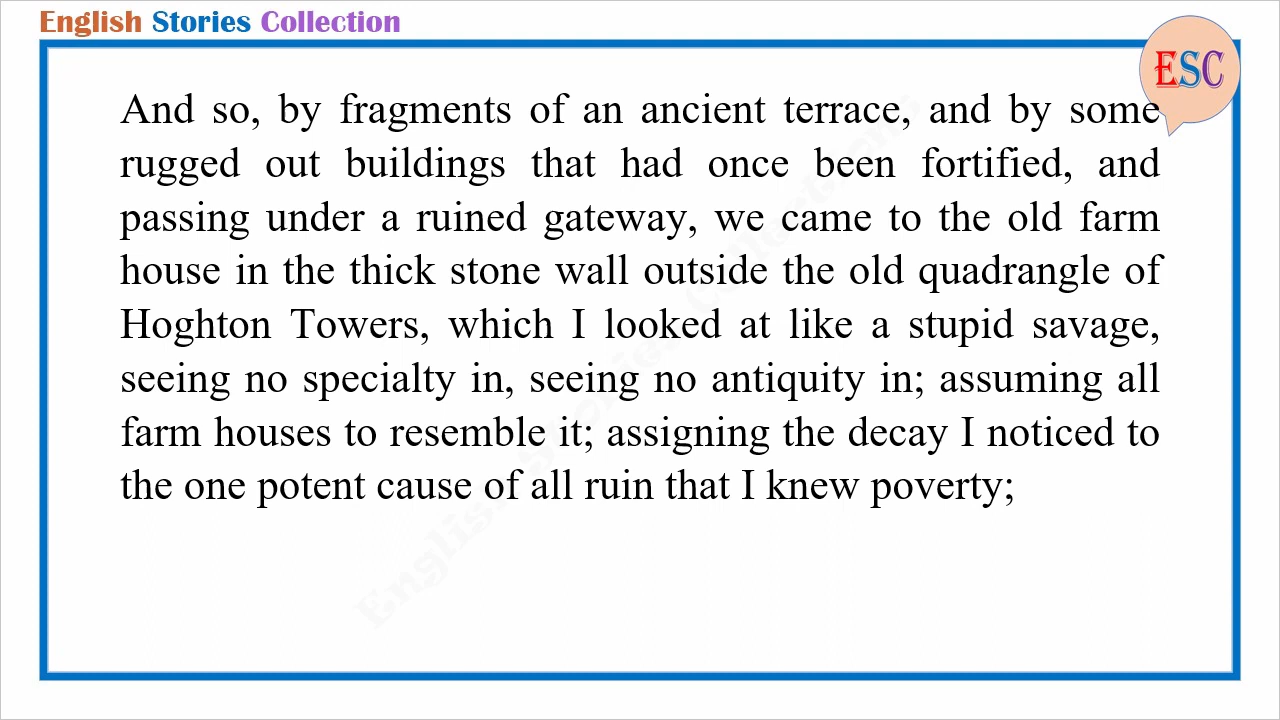 English Stories Collection
ESC
And so, by fragments of an ancient terrace, and by some
rugged out buildings that had once been fortified, and
passing under a ruined gateway, we came to the old farm
house in the thick stone wall outside the old quadrangle of
Hoghton Towers, which I looked at like a stupid savage,
seeing no specialty in, seeing no antiquity in; assuming all
farm houses to resemble it; assigning the decay I noticed to
the one potent cause of all ruin that I knew poverty;
English Stories Collections